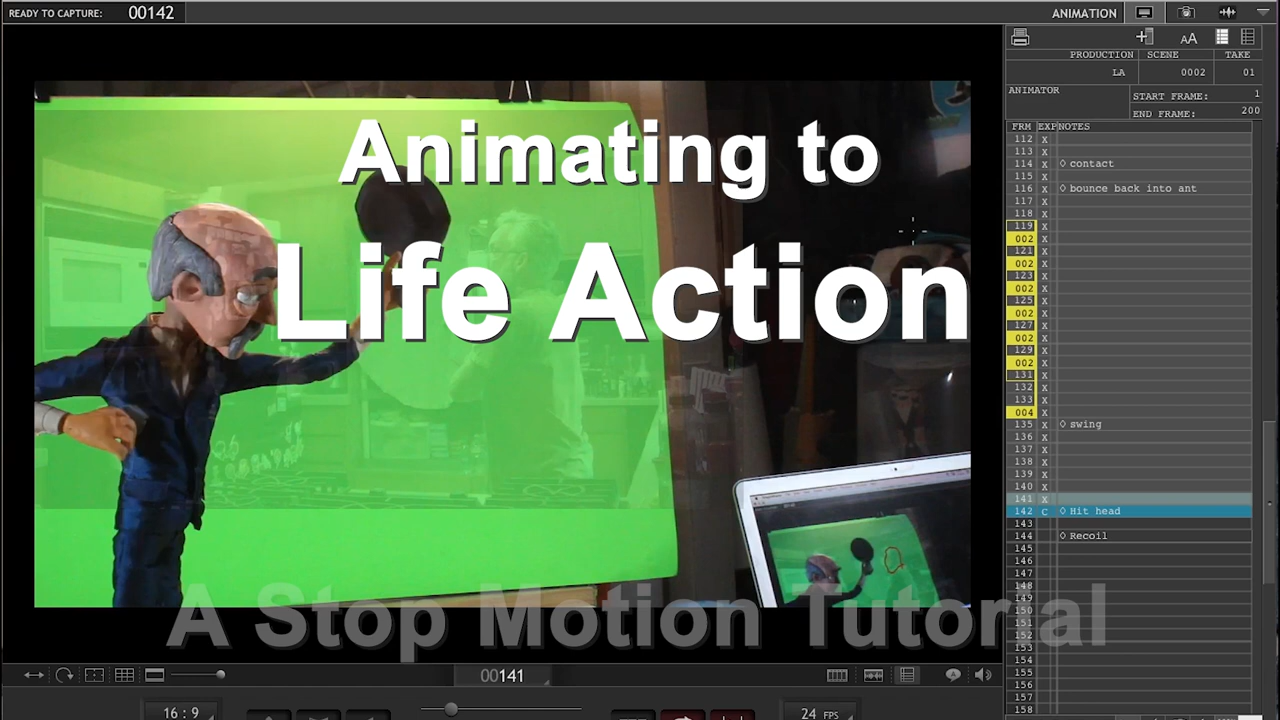 READY TO CAPTURE: 00142
ANIMATION
AA
PRODUCTION SCENE TAKE
LA 0002 01
ANIMATOR
START FRAME: 1
END FRAME: 200
FRM EXP NOTES
112 X
113 X
114 X ◊ contact
115 X
116 X ◊ bounce back into ant
117 X
118 X
119 X
002 X
121 X
002 X
123 X
002 X
125 X
002 X
127 X
002 X
129 X
002 X
131 X
132 X
133 X
004 X
135 X ◊ swing
136 X
137 X
138 X
139 X
140 X
141 X
142 C ◊ Hit head
143
144 ◊ Recoil
145
146
147
148
149
150
151
152
153
154
155
156
157
158
Animating to
Life Action
A Stop Motion Tutorial
00141
16 : 9
24 FPS